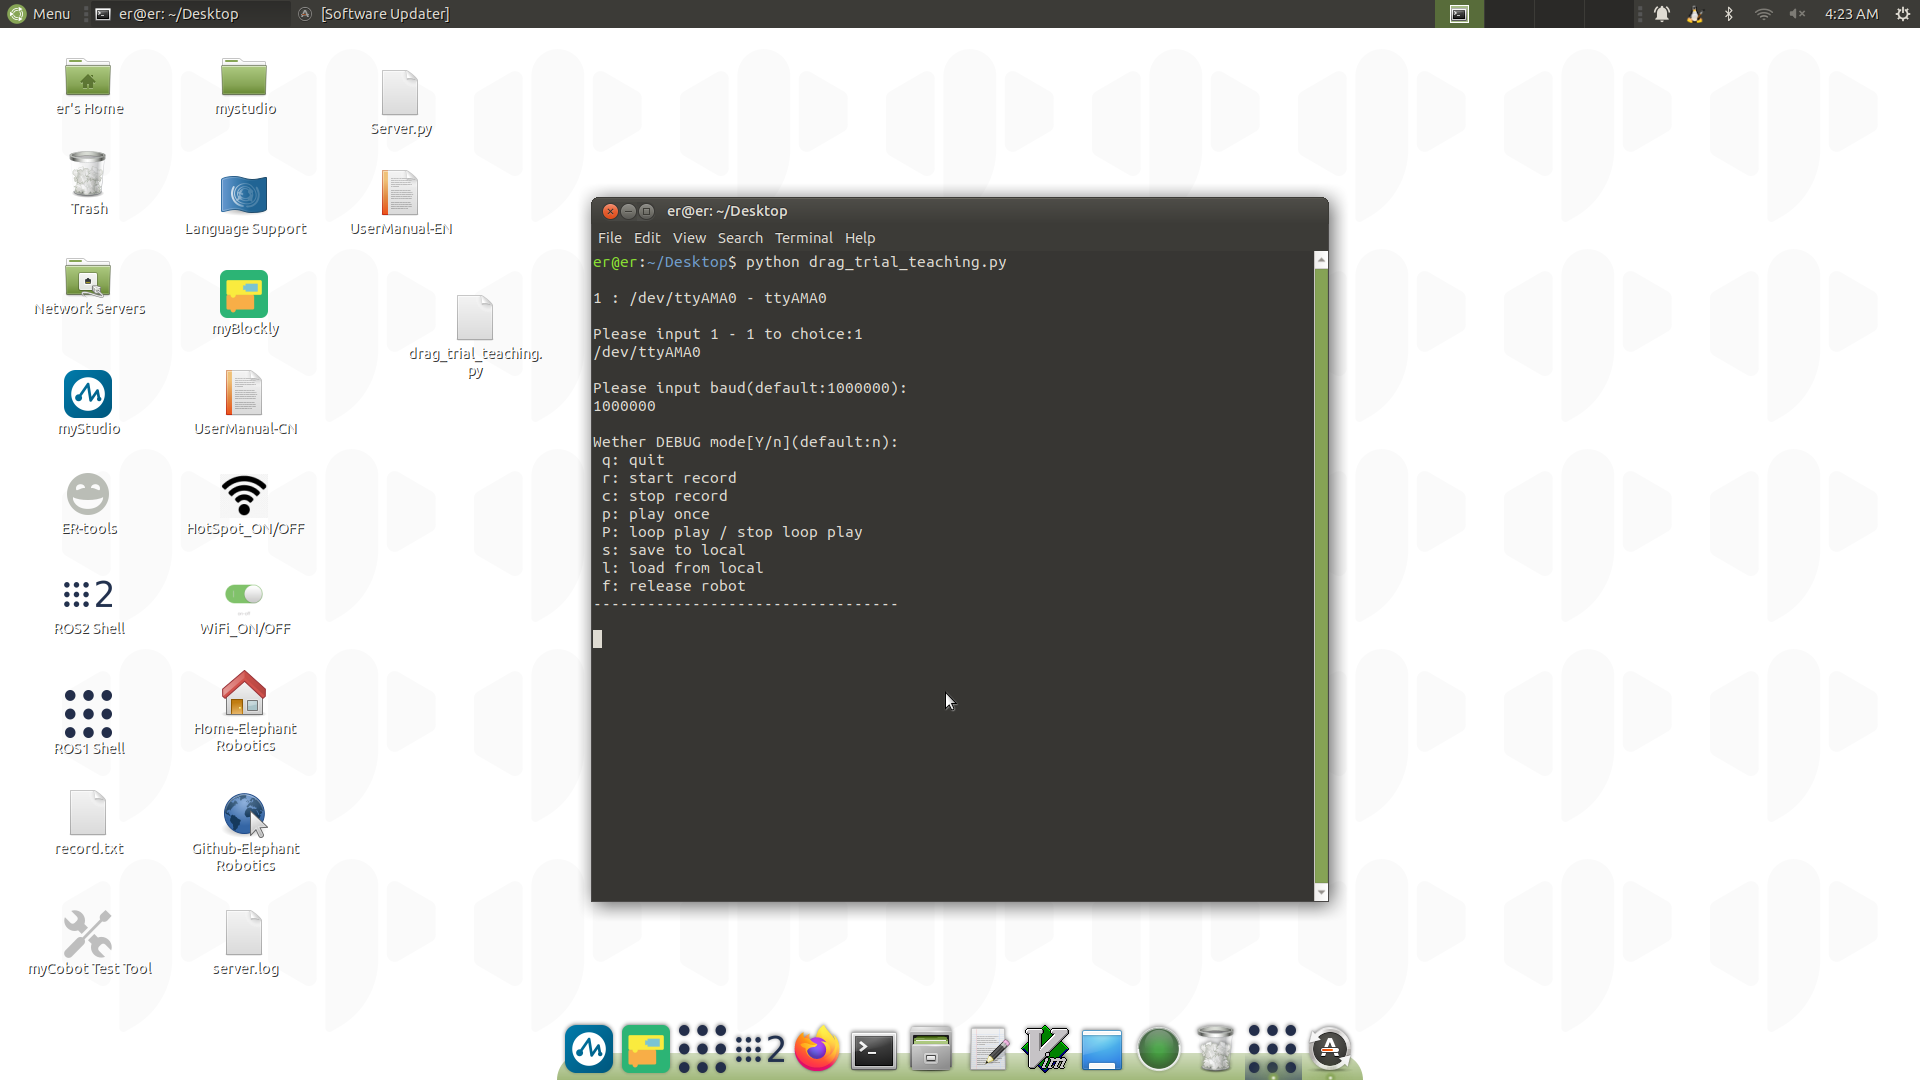 Menu
er@er: ~/Desktop
[Software Updater]
4:23 AM
er's Home
mystudio
Server.py
Trash
Language Support
UserManual-EN
Network Servers
myBlockly
drag_trial_teaching.
py
myStudio
UserManual-CN
ER-tools
HotSpot_ON/OFF
2
ROS2 Shell
WiFi_ON/OFF
ROS1 Shell
Home-Elephant
Robotics
record.txt
Github-Elephant
Robotics
myCobot Test Tool
server.log
er@er: ~/Desktop
File Edit View Search Terminal Help
er@er:~/Desktop$ python drag_trial_teaching.py
1 : /dev/ttyAMA0 - ttyAMA0
Please input 1 - 1 to choice:1
/dev/ttyAMA0
Please input baud(default:1000000):
1000000
Wether DEBUG mode[Y/n](default:n):
q: quit
r: start record
c: stop record
p: play once
P: loop play / stop loop play
s: save to local
l: load from local
f: release robot
----------------------------------
2
>_
Vim
A